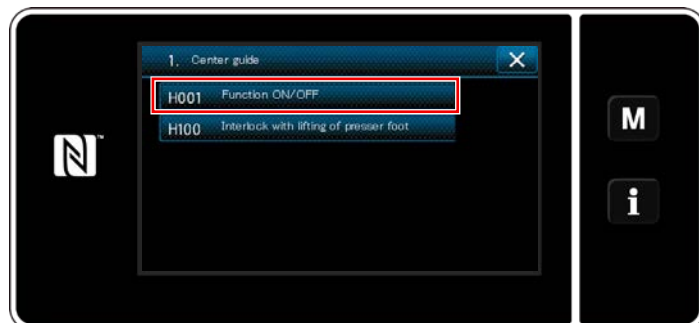 1. Center guide
H001 Function ON/OFF
H100 Interlock with lifting of presser foot
M
i